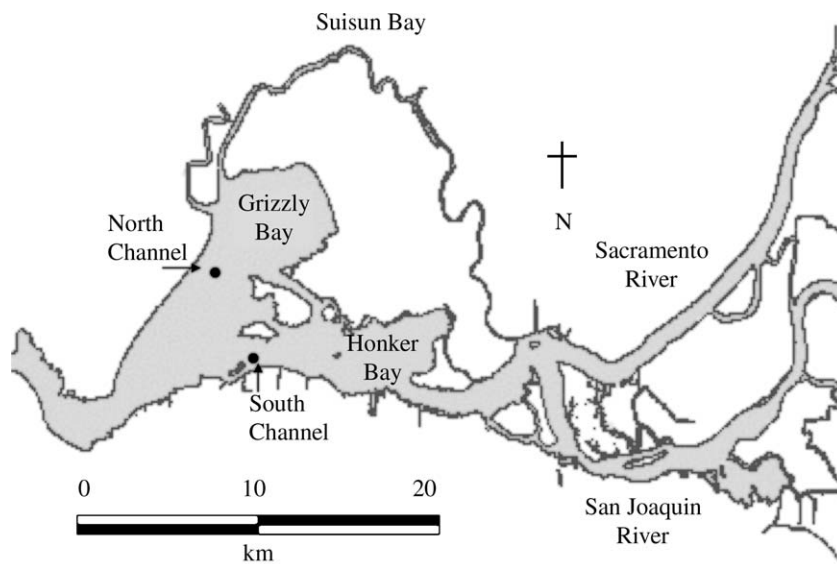 Suisun Bay
Grizzly
Bay
North
Channel
N
Sacramento
River
Honker
Bay
South
Channel
0 10 20
km
San Joaquin
River